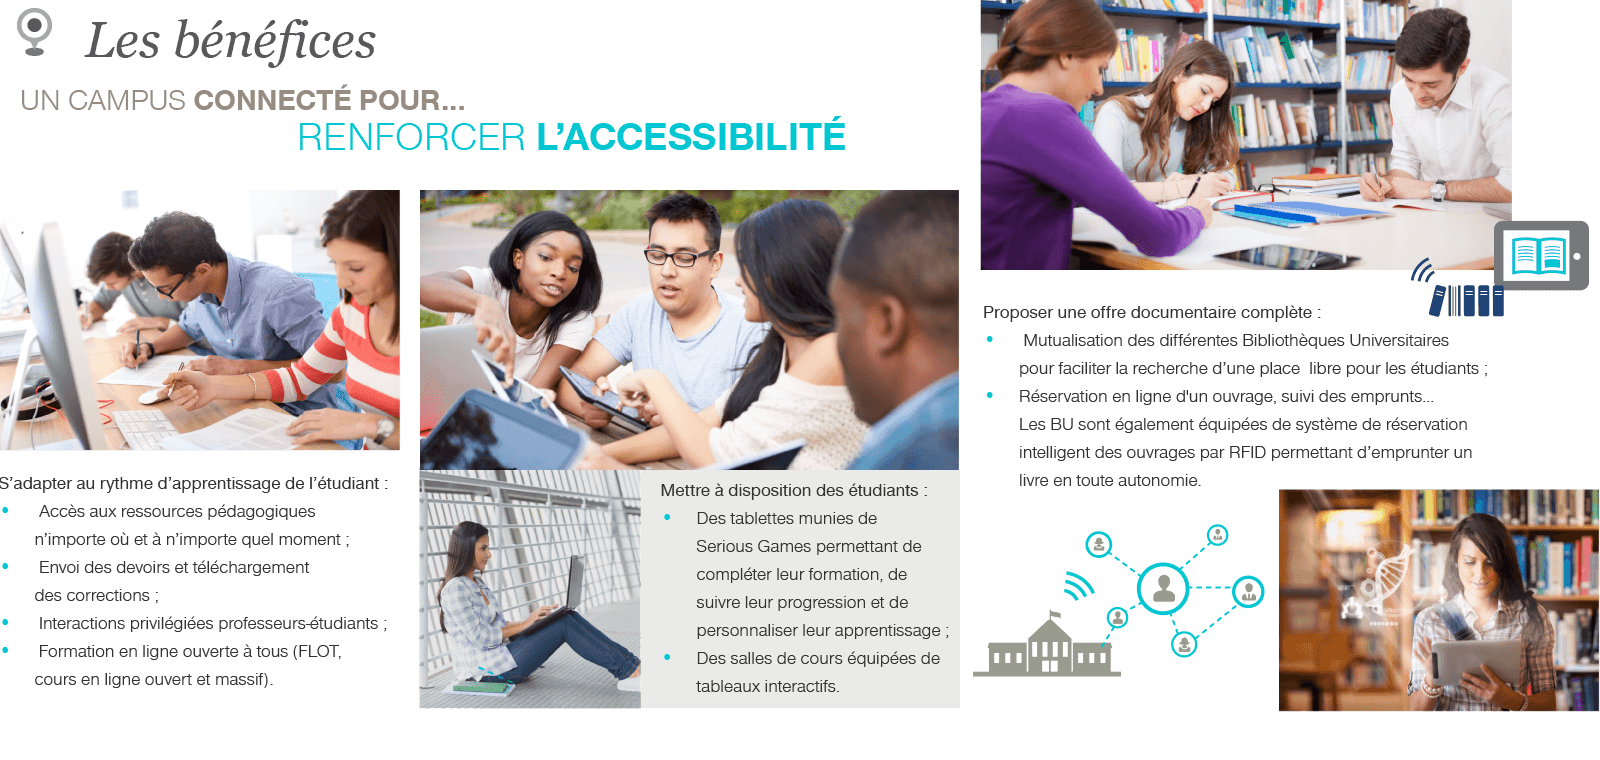 Les bénéfices
UN CAMPUS CONNECTÉ POUR...
RENFORCER L’ACCESSIBILITÉ
S’adapter au rythme d’apprentissage de l’étudiant :
• Accès aux ressources pédagogiques
n’importe où et à n’importe quel moment ;
• Envoi des devoirs et téléchargement
des corrections ;
• Interactions privilégiées professeurs-étudiants ;
• Formation en ligne ouverte à tous (FLOT,
cours en ligne ouvert et massif).
Mettre à disposition des étudiants :
• Des tablettes munies de
Serious Games permettant de
compléter leur formation, de
suivre leur progression et de
personnaliser leur apprentissage ;
• Des salles de cours équipées de
tableaux interactifs.
Proposer une offre documentaire complète :
• Mutualisation des différentes Bibliothèques Universitaires
pour faciliter la recherche d’une place libre pour les étudiants ;
• Réservation en ligne d'un ouvrage, suivi des emprunts...
Les BU sont également équipées de système de réservation
intelligent des ouvrages par RFID permettant d’emprunter un
livre en toute autonomie.